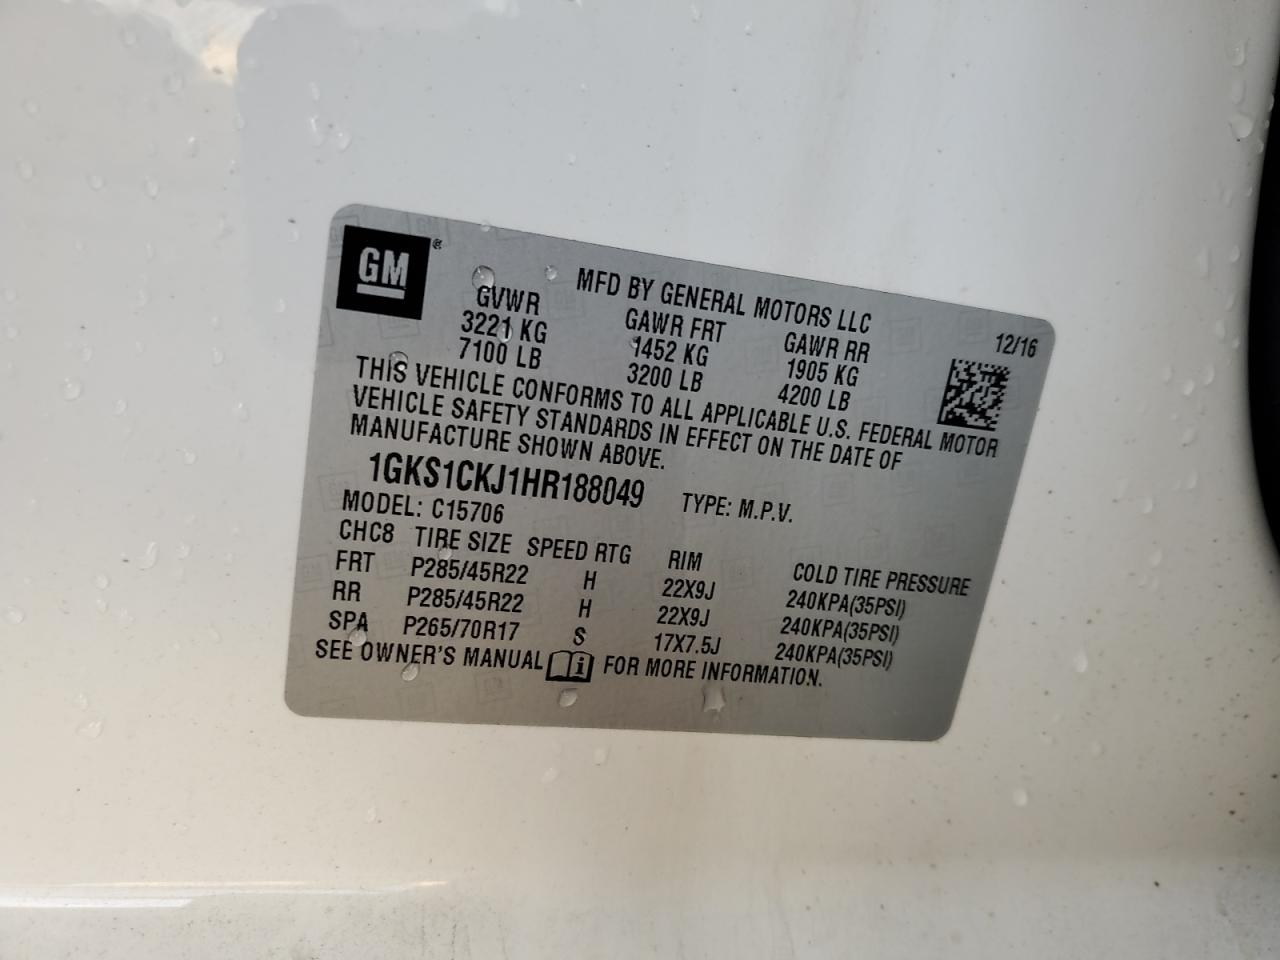 GM ®
MFD BY GENERAL MOTORS LLC
12/16
GVWR GAWR FRT GAWR RR
3221 KG 1452 KG 1905 KG
7100 LB 3200 LB 4200 LB
THIS VEHICLE CONFORMS TO ALL APPLICABLE U.S. FEDERAL MOTOR
VEHICLE SAFETY STANDARDS IN EFFECT ON THE DATE OF
MANUFACTURE SHOWN ABOVE.
1GKS1CKJ1HR188049 TYPE: M.P.V.
MODEL: C15706
CHC8 TIRE SIZE SPEED RTG RIM COLD TIRE PRESSURE
FRT P285/45R22 H 22X9J 240KPA(35PSI)
RR P285/45R22 H 22X9J 240KPA(35PSI)
SPA P265/70R17 S 17X7.5J 240KPA(35PSI)
SEE OWNER'S MANUAL i FOR MORE INFORMATION.